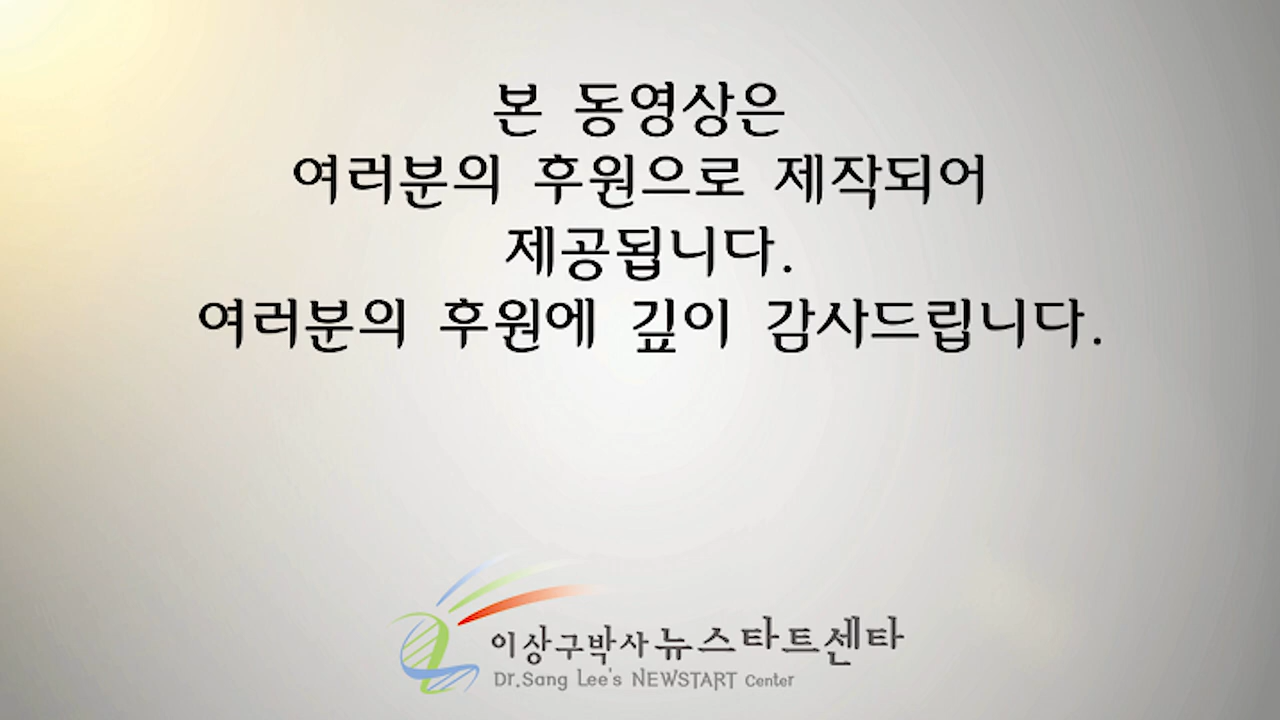 본 동영상은
여러분의 후원으로 제작되어
제공됩니다.
여러분의 후원에 깊이 감사드립니다.
이상구박사 뉴스타트센타
Dr.Sang Lee's NEWSTART Center